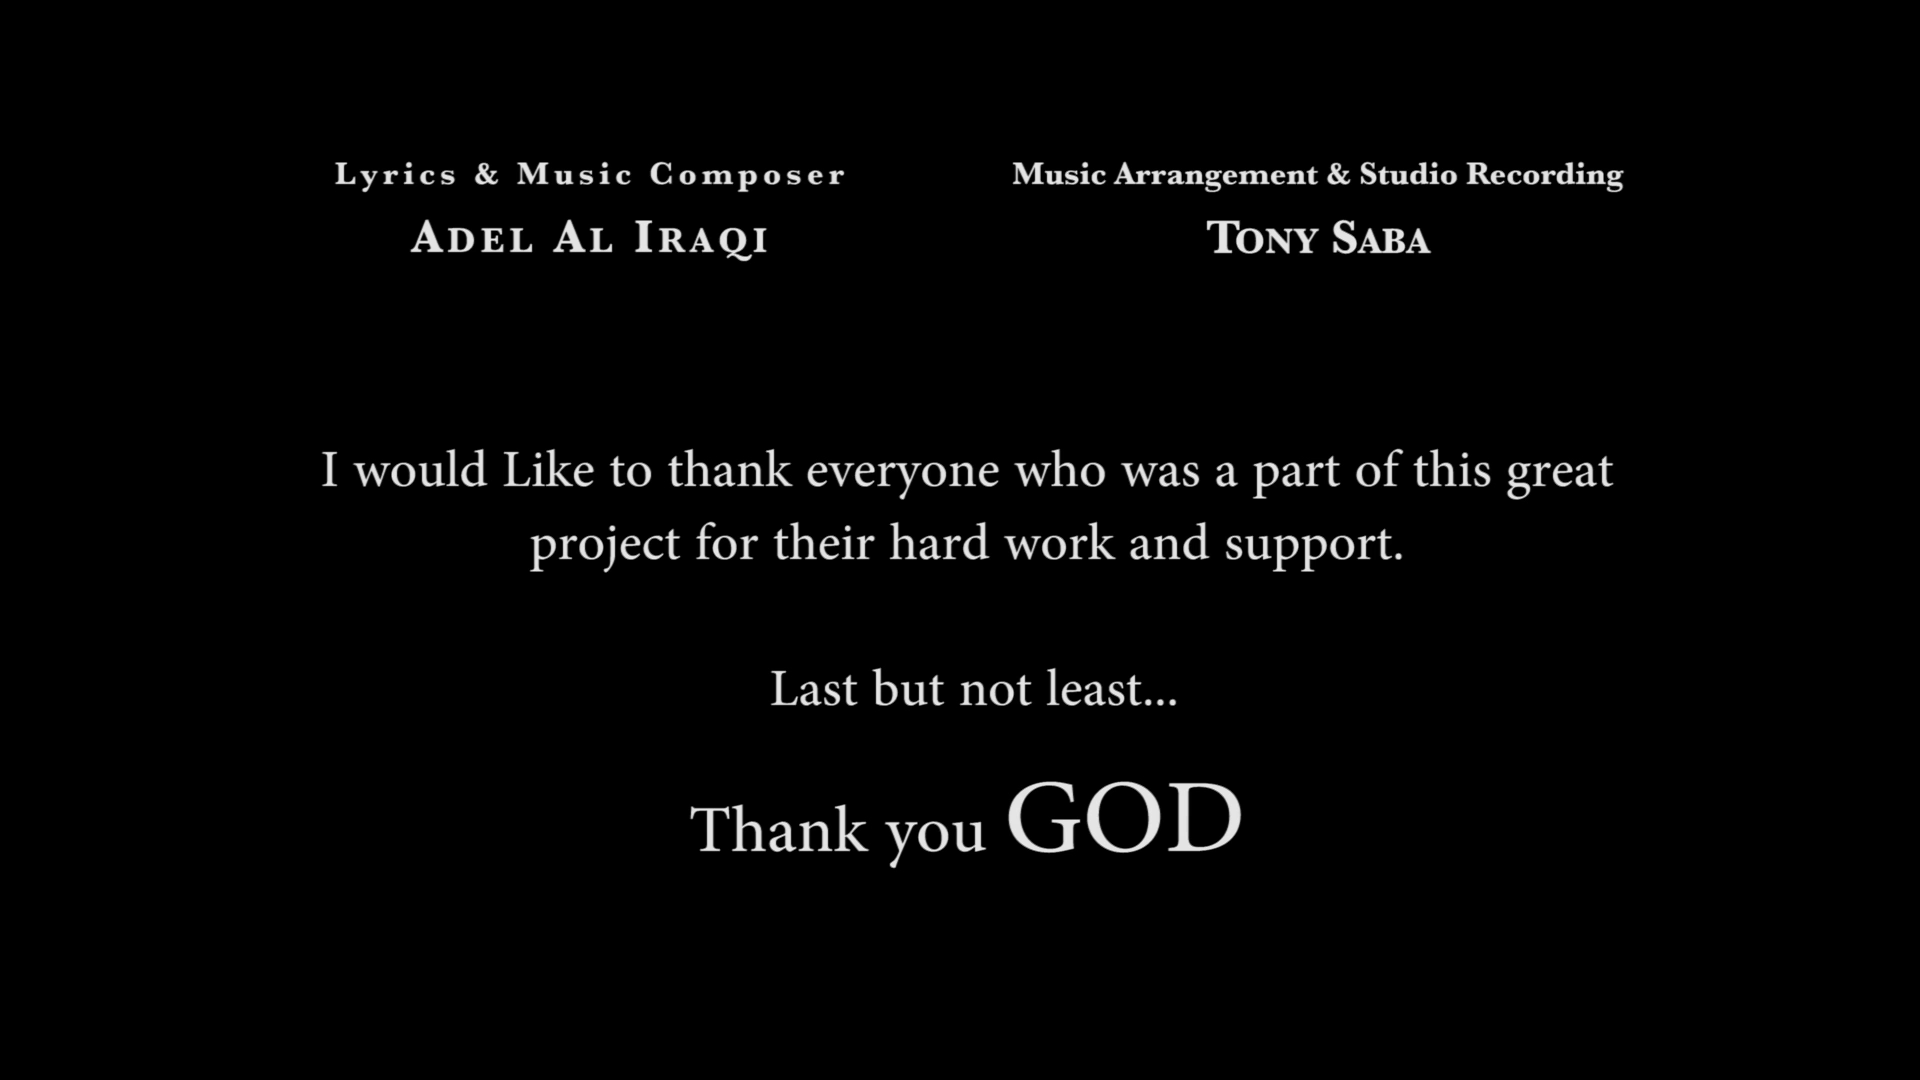 Lyrics & Music Composer
ADEL AL IRAQI
Music Arrangement & Studio Recording
TONY SABA
I would Like to thank everyone who was a part of this great
project for their hard work and support.
Last but not least...
Thank you GOD